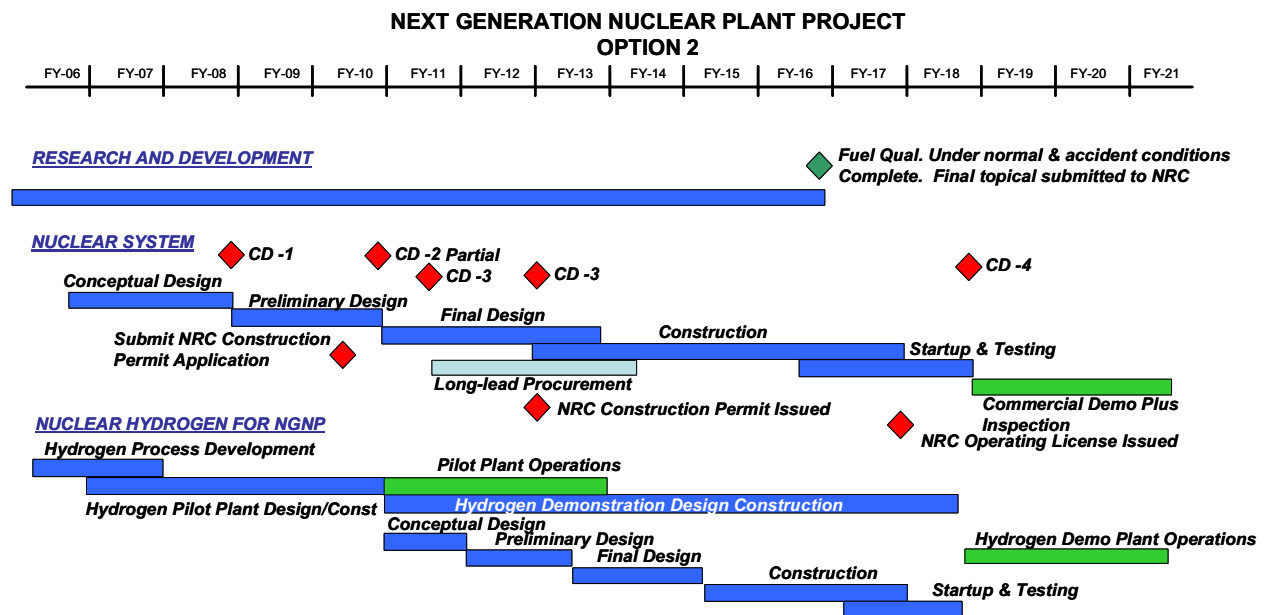 NEXT GENERATION NUCLEAR PLANT PROJECT
OPTION 2
FY-06 FY-07 FY-08 FY-09 FY-10 FY-11 FY-12 FY-13 FY-14 FY-15 FY-16 FY-17 FY-18 FY-19 FY-20 FY-21
RESEARCH AND DEVELOPMENT
Fuel Qual. Under normal & accident conditions
Complete.  Final topical submitted to NRC
NUCLEAR SYSTEM
CD -1
CD -2 Partial
CD -3
CD -3
CD -4
Conceptual Design
Preliminary Design
Final Design
Submit NRC Construction
Permit Application
Construction
Startup & Testing
Long-lead Procurement
Commercial Demo Plus
Inspection
NRC Construction Permit Issued
NRC Operating License Issued
NUCLEAR HYDROGEN FOR NGNP
Hydrogen Process Development
Pilot Plant Operations
Hydrogen Pilot Plant Design/Const
Hydrogen Demonstration Design Construction
Conceptual Design
Preliminary Design
Hydrogen Demo Plant Operations
Final Design
Construction
Startup & Testing